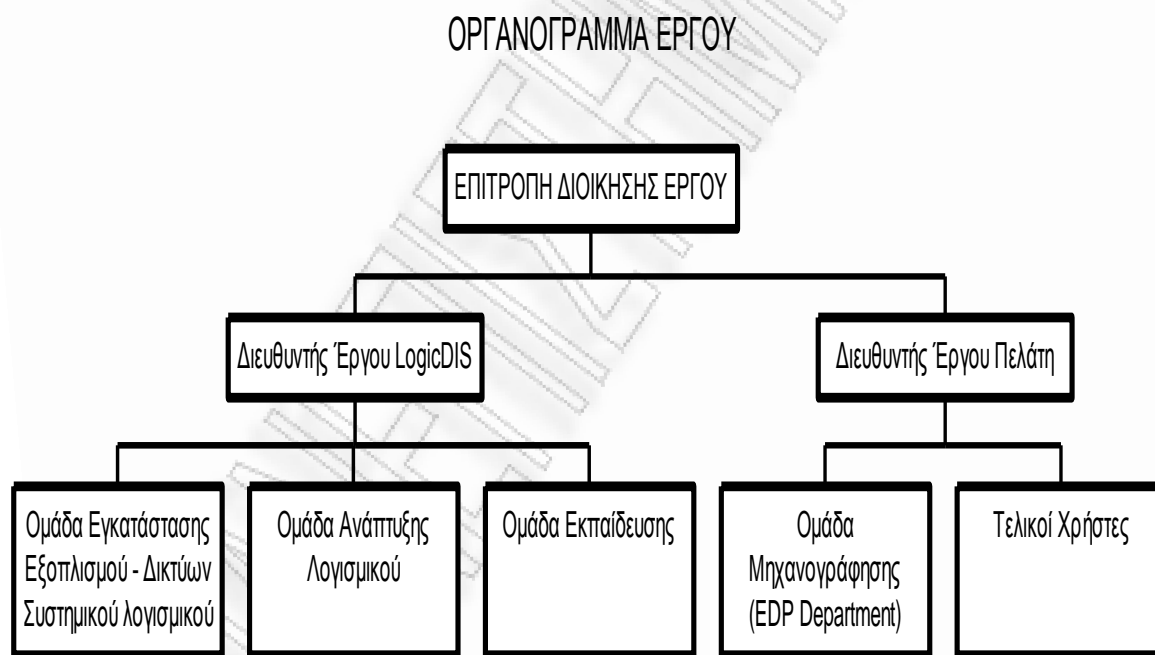 ΟΡΓΑΝΟΓΡΑΜΜΑ ΕΡΓΟΥ
ΕΠΙΤΡΟΠΗ ΔΙΟΙΚΗΣΗΣ ΕΡΓΟΥ
Διευθυντής Έργου LogicDIS
Διευθυντής Έργου Πελάτη
Ομάδα Εγκατάστασης
Εξοπλισμού - Δικτύων
Συστημικού λογισμικού
Ομάδα Ανάπτυξης
Λογισμικού
Ομάδα Εκπαίδευσης
Ομάδα
Μηχανογράφησης
(EDP Department)
Τελικοί Χρήστες